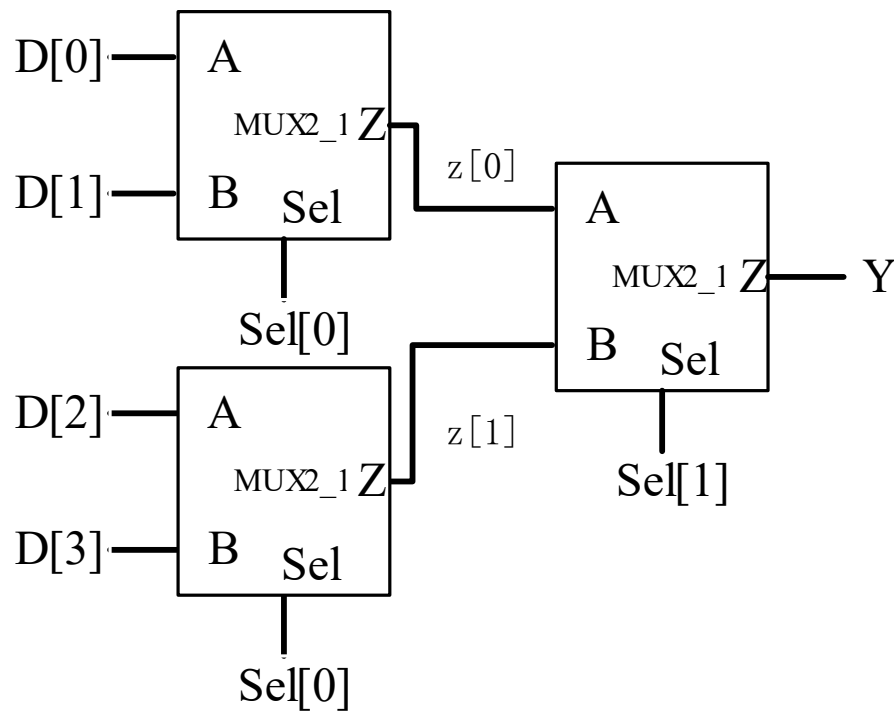 D[0]
A
MUX2_1 Z
D[1]
B
Sel
Sel[0]
z[0]
A
MUX2_1 Z
Y
B
Sel
Sel[1]
D[2]
A
z[1]
MUX2_1 Z
D[3]
B
Sel
Sel[0]